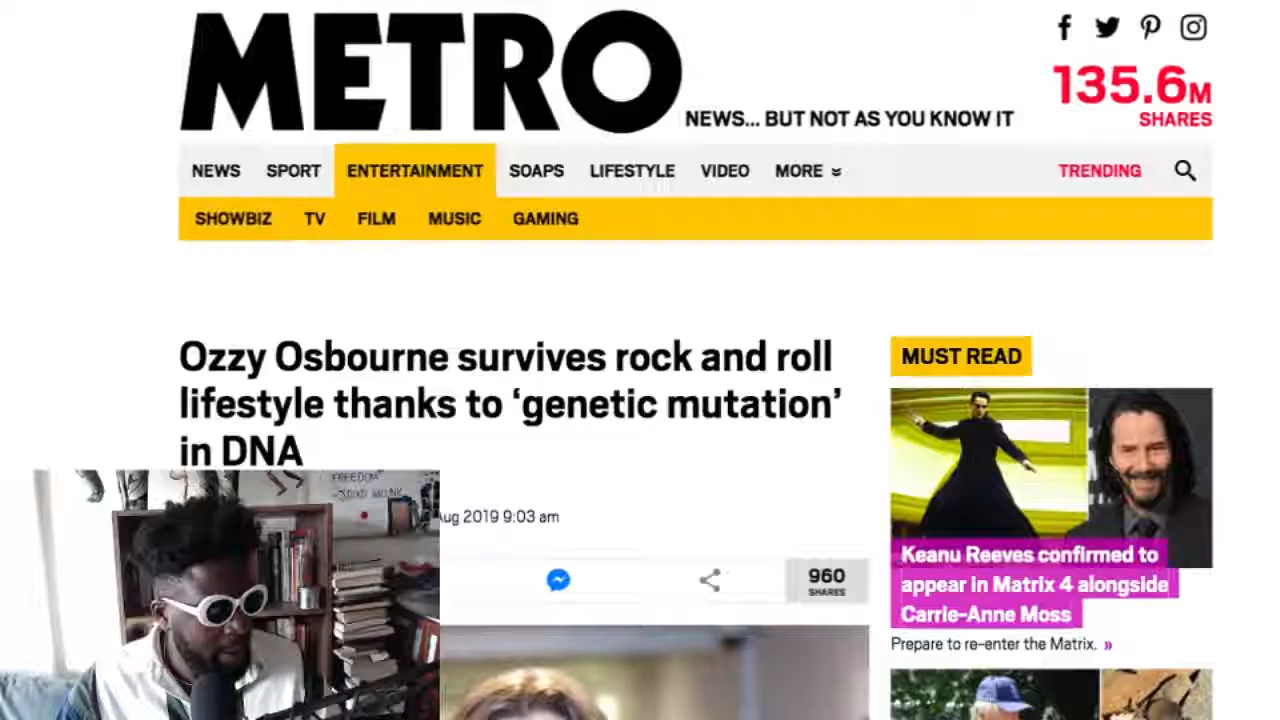 METRO
NEWS... BUT NOT AS YOU KNOW IT
135.6M
SHARES
NEWS SPORT ENTERTAINMENT SOAPS LIFESTYLE VIDEO MORE
TRENDING
SHOWBIZ TV FILM MUSIC GAMING
Ozzy Osbourne survives rock and roll
lifestyle thanks to ‘genetic mutation’
in DNA
Aug 2019 9:03 am
960
SHARES
MUST READ
Keanu Reeves confirmed to
appear in Matrix 4 alongside
Carrie-Anne Moss
Prepare to re-enter the Matrix. »
FREEDOM